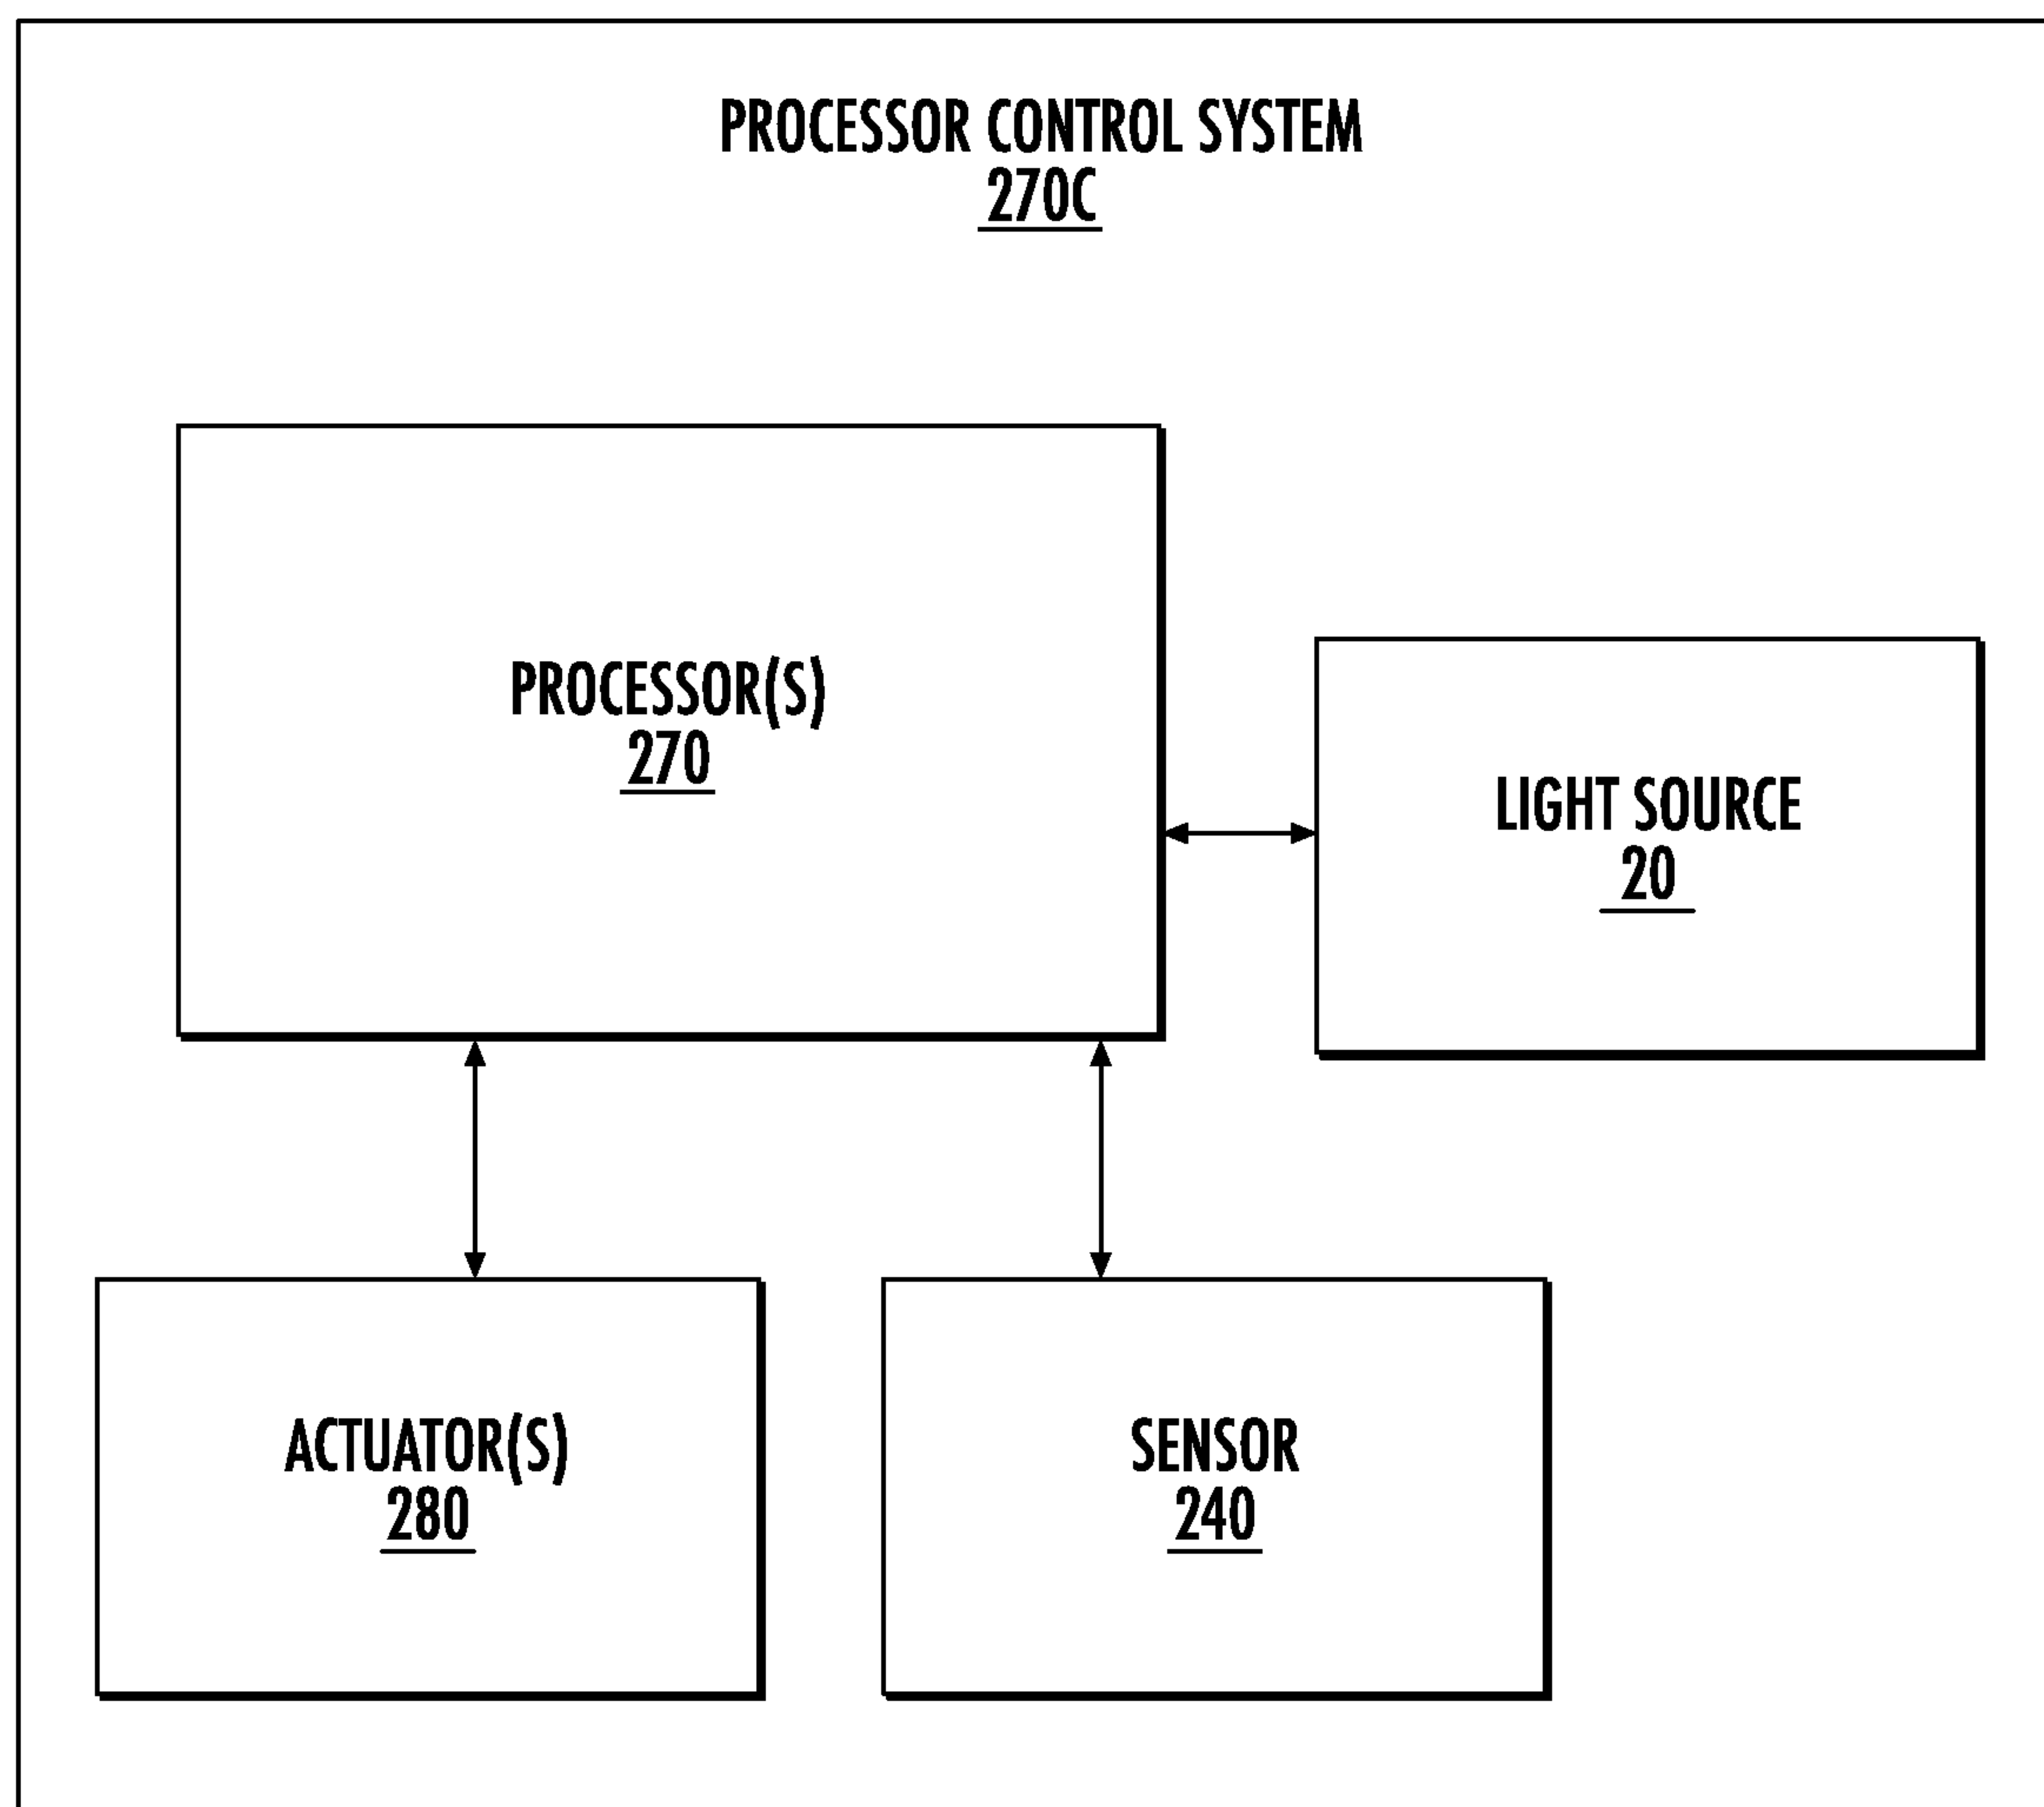 PROCESSOR CONTROL SYSTEM
270C
PROCESSOR(S)
270
LIGHT SOURCE
20
ACTUATOR(S)
280
SENSOR
240